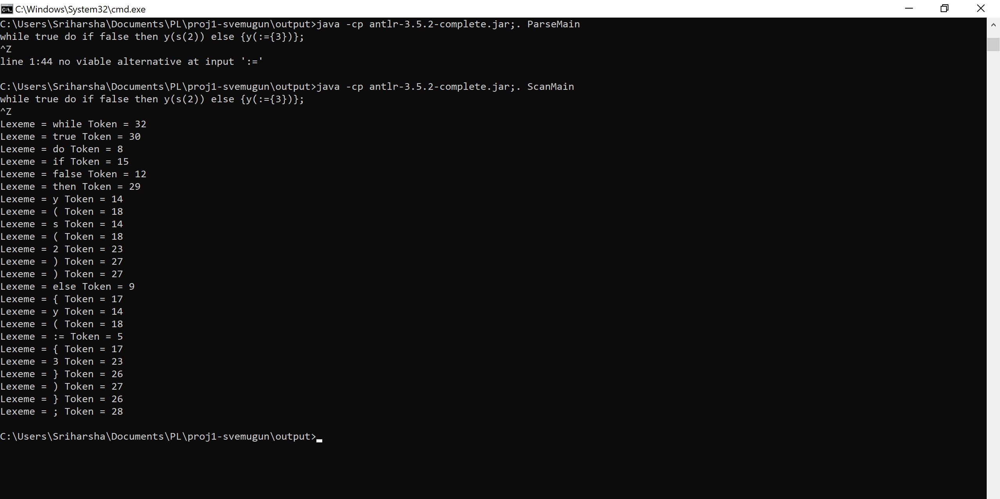 C:\Windows\System32\cmd.exe
C:\Users\Sriharsha\Documents\PL\proj1-svemugun\output>java -cp antlr-3.5.2-complete.jar;. ParseMain
while true do if false then y(s(2)) else {y(:={3})};
^Z
line 1:44 no viable alternative at input ':='
C:\Users\Sriharsha\Documents\PL\proj1-svemugun\output>java -cp antlr-3.5.2-complete.jar;. ScanMain
while true do if false then y(s(2)) else {y(:={3})};
^Z
Lexeme = while Token = 32
Lexeme = true Token = 30
Lexeme = do Token = 8
Lexeme = if Token = 15
Lexeme = false Token = 12
Lexeme = then Token = 29
Lexeme = y Token = 14
Lexeme = ( Token = 18
Lexeme = s Token = 14
Lexeme = ( Token = 18
Lexeme = 2 Token = 23
Lexeme = ) Token = 27
Lexeme = ) Token = 27
Lexeme = else Token = 9
Lexeme = { Token = 17
Lexeme = y Token = 14
Lexeme = ( Token = 18
Lexeme = := Token = 5
Lexeme = { Token = 17
Lexeme = 3 Token = 23
Lexeme = } Token = 26
Lexeme = ) Token = 27
Lexeme = } Token = 26
Lexeme = ; Token = 28
C:\Users\Sriharsha\Documents\PL\proj1-svemugun\output>